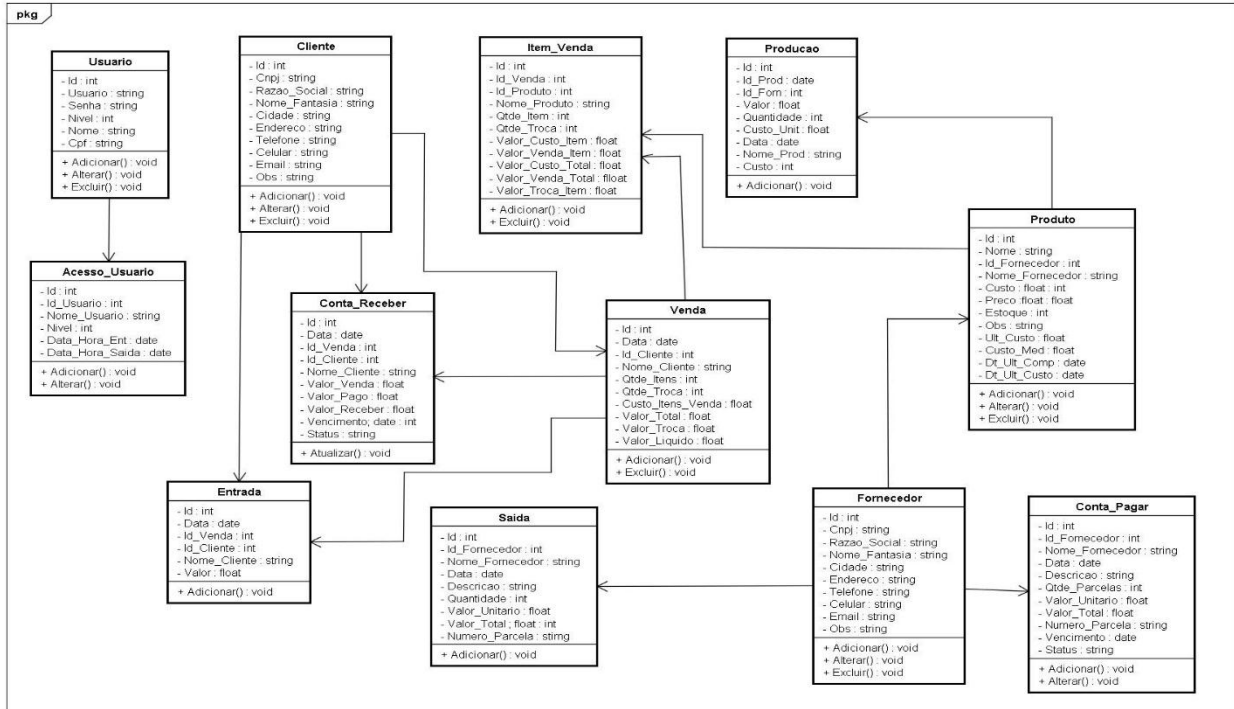 pkg
Usuario
- Id : int
- Usuario : string
- Senha : string
- Nivel : int
- Nome : string
- Cpf : string
+ Adicionar() : void
+ Alterar() : void
+ Excluir() : void
Cliente
- Id : int
- Cnpj : string
- Razao_Social : string
- Nome_Fantasia : string
- Cidade : string
- Endereco : string
- Telefone : string
- Celular : string
- Email : string
- Obs : string
+ Adicionar() : void
+ Alterar() : void
+ Excluir() : void
Item_Venda
- Id : int
- Id_Venda : int
- Id_Produto : int
- Nome_Produto : string
- Qtde_Item : int
- Qtde_Troca : int
- Valor_Custo_Item : float
- Valor_Venda_Item : float
- Valor_Custo_Total : float
- Valor_Venda_Total : float
- Valor_Troca_Item : float
+ Adicionar() : void
+ Excluir() : void
Producao
- Id : int
- Id_Prod : date
- Id_Forn : int
- Valor : float
- Quantidade : int
- Custo_Unit : float
- Data : date
- Nome_Prod : string
- Custo : int
+ Adicionar() : void
Produto
- Id : int
- Nome : string
- Id_Fornecedor : int
- Nome_Fornecedor : string
- Custo : float : int
- Preco :float : float
- Estoque : int
- Obs : string
- Ult_Custo : float
- Custo_Med : float
- Dt_Ult_Comp : date
- Dt_Ult_Custo : date
+ Adicionar() : void
+ Alterar() : void
+ Excluir() : void
Acesso_Usuario
- Id : int
- Id_Usuario : int
- Nome_Usuario : string
- Nivel : int
- Data_Hora_Ent : date
- Data_Hora_Saida : date
+ Adicionar() : void
+ Alterar() : void
Conta_Receber
- Id : int
- Data : date
- Id_Venda : int
- Id_Cliente : int
- Nome_Cliente : string
- Valor_Venda : float
- Valor_Pago : float
- Valor_Receber : float
- Vencimento; date : int
- Status : string
+ Atualizar() : void
Venda
- Id : int
- Data : date
- Id_Cliente : int
- Nome_Cliente : string
- Qtde_Itens : int
- Qtde_Troca : int
- Custo_Itens_Venda : float
- Valor_Total : float
- Valor_Troca : float
- Valor_Liquido : float
+ Adicionar() : void
+ Excluir() : void
Entrada
- Id : int
- Data : date
- Id_Venda : int
- Id_Cliente : int
- Nome_Cliente : string
- Valor : float
+ Adicionar() : void
Saida
- Id : int
- Id_Fornecedor : int
- Nome_Fornecedor : string
- Data : date
- Descricao : string
- Quantidade : int
- Valor_Unitario : float
- Valor_Total ; float : int
- Numero_Parcela : string
+ Adicionar() : void
Fornecedor
- Id : int
- Cnpj : string
- Razao_Social : string
- Nome_Fantasia : string
- Cidade : string
- Endereco : string
- Telefone : string
- Celular : string
- Email : string
- Obs : string
+ Adicionar() : void
+ Alterar() : void
+ Excluir() : void
Conta_Pagar
- Id : int
- Id_Fornecedor : int
- Nome_Fornecedor : string
- Data : date
- Descricao : string
- Qtde_Parcelas : int
- Valor_Unitario : float
- Valor_Total : float
- Numero_Parcela : string
- Vencimento : date
- Status : string
+ Adicionar() : void
+ Alterar() : void